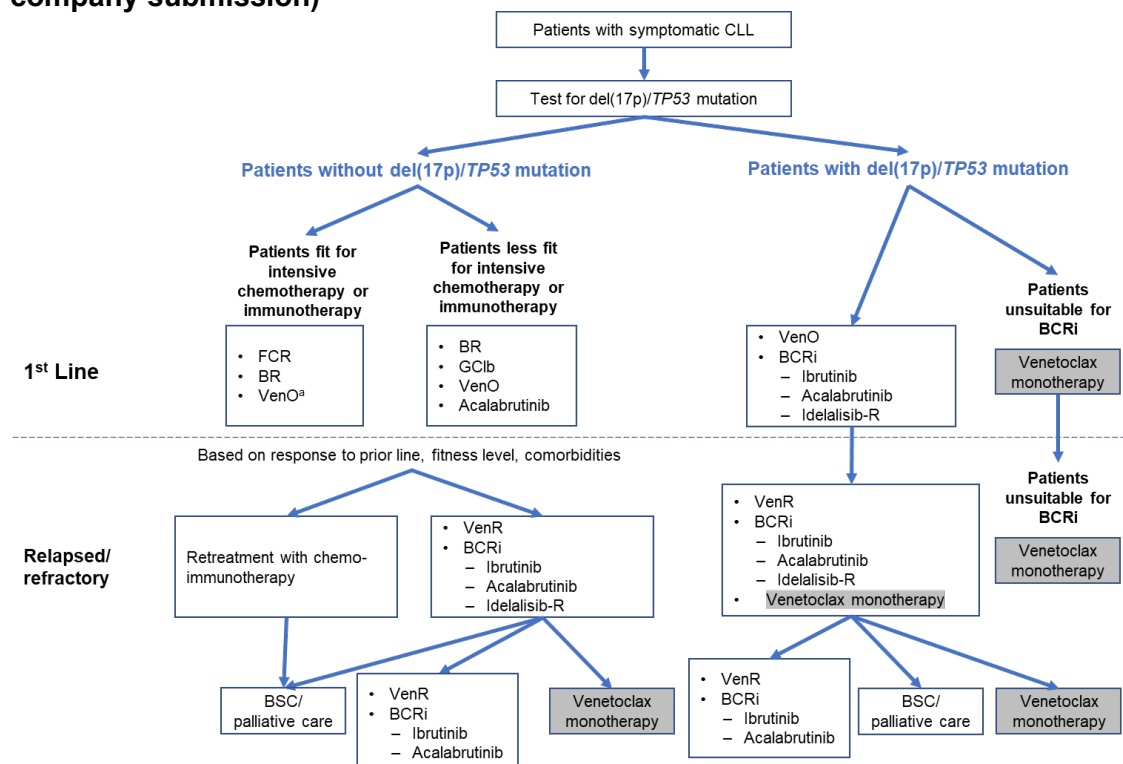 company submission)
Patients with symptomatic CLL
Test for del(17p)/TP53 mutation
Patients without del(17p)/TP53 mutation
Patients with del(17p)/TP53 mutation
Patients fit for
intensive
chemotherapy or
immunotherapy
Patients less fit
for intensive
chemotherapy or
immunotherapy
Patients
unsuitable for
BCRi
1st Line
• FCR
• BR
• VenOa
• BR
• GClb
• VenO
• Acalabrutinib
• VenO
• BCRi
– Ibrutinib
– Acalabrutinib
– Idelalisib-R
Venetoclax
monotherapy
Based on response to prior line, fitness level, comorbidities
Patients
unsuitable for
BCRi
Relapsed/
refractory
Retreatment with chemo-
immunotherapy
• VenR
• BCRi
– Ibrutinib
– Acalabrutinib
– Idelalisib-R
• VenR
• BCRi
– Ibrutinib
– Acalabrutinib
– Idelalisib-R
• Venetoclax monotherapy
Venetoclax
monotherapy
BSC/
palliative care
• VenR
• BCRi
– Ibrutinib
– Acalabrutinib
Venetoclax
monotherapy
• VenR
• BCRi
– Ibrutinib
– Acalabrutinib
BSC/
palliative care
Venetoclax
monotherapy